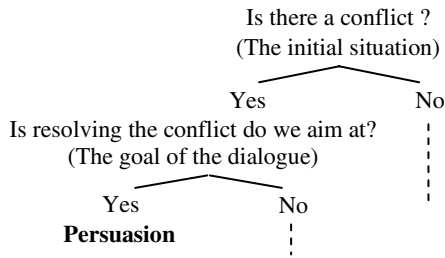 Is there a conflict ?
(The initial situation)
Yes
No
Is resolving the conflict do we aim at?
(The goal of the dialogue)
Yes
No
Persuasion